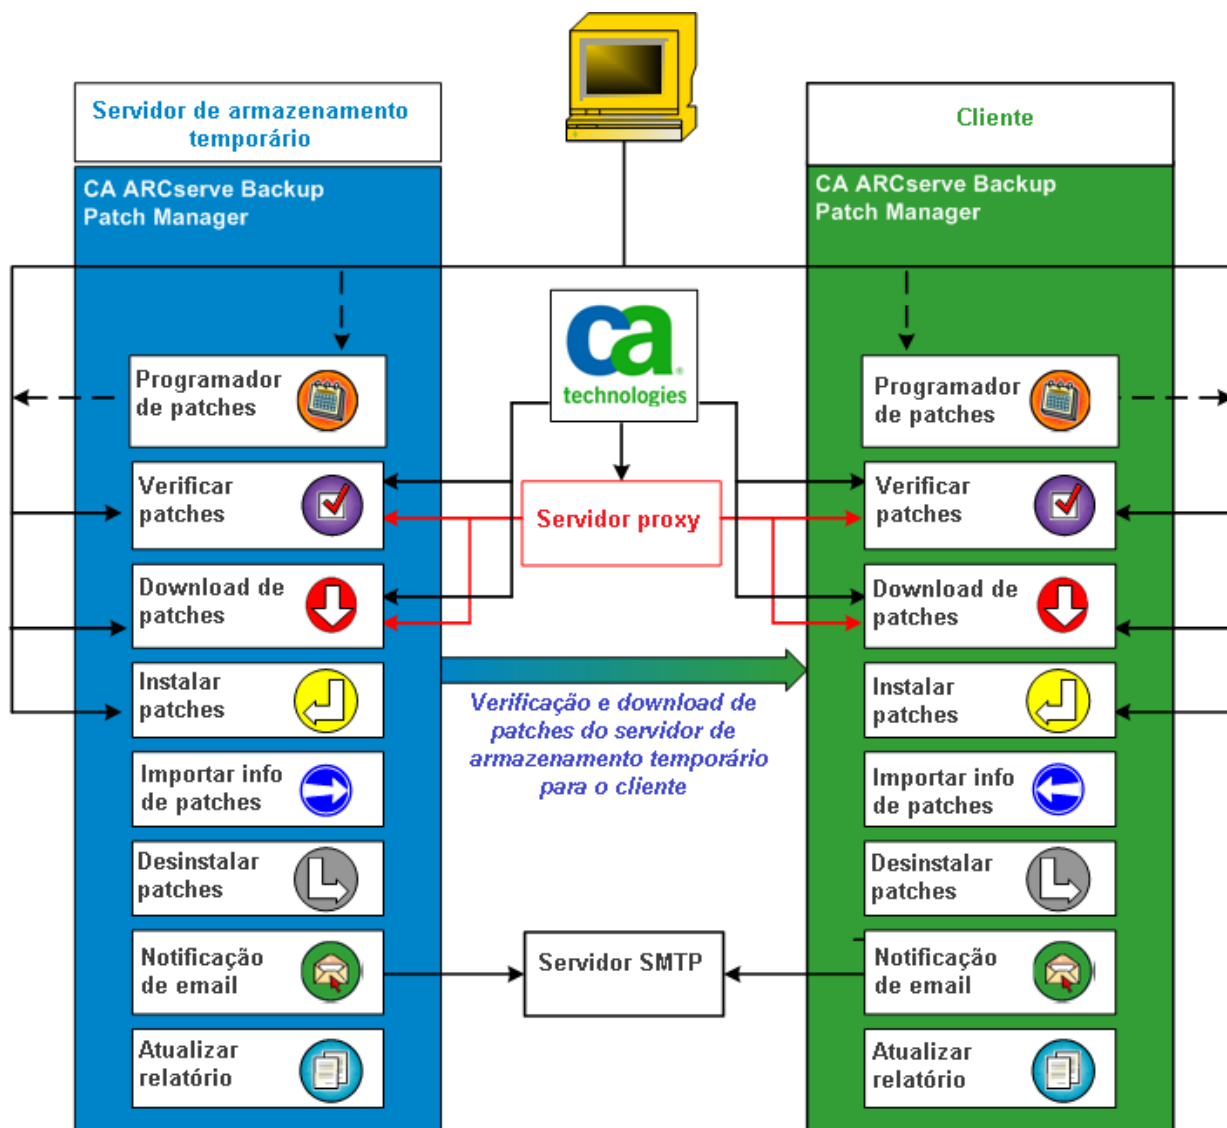 Servidor de armazenamento
temporário
CA ARCserve Backup
Patch Manager
Programador
de patches
Verificar
patches
Download de
patches
Instalar
patches
Importar info
de patches
Desinstalar
patches
Notificação
de email
Atualizar
relatório
ca
technologies
Servidor proxy
Verificação e download de
patches do servidor de
armazenamento temporário
para o cliente
Servidor SMTP
Cliente
CA ARCserve Backup
Patch Manager
Programador
de patches
Verificar
patches
Download de
patches
Instalar
patches
Importar info
de patches
Desinstalar
patches
Notificação
de email
Atualizar
relatório